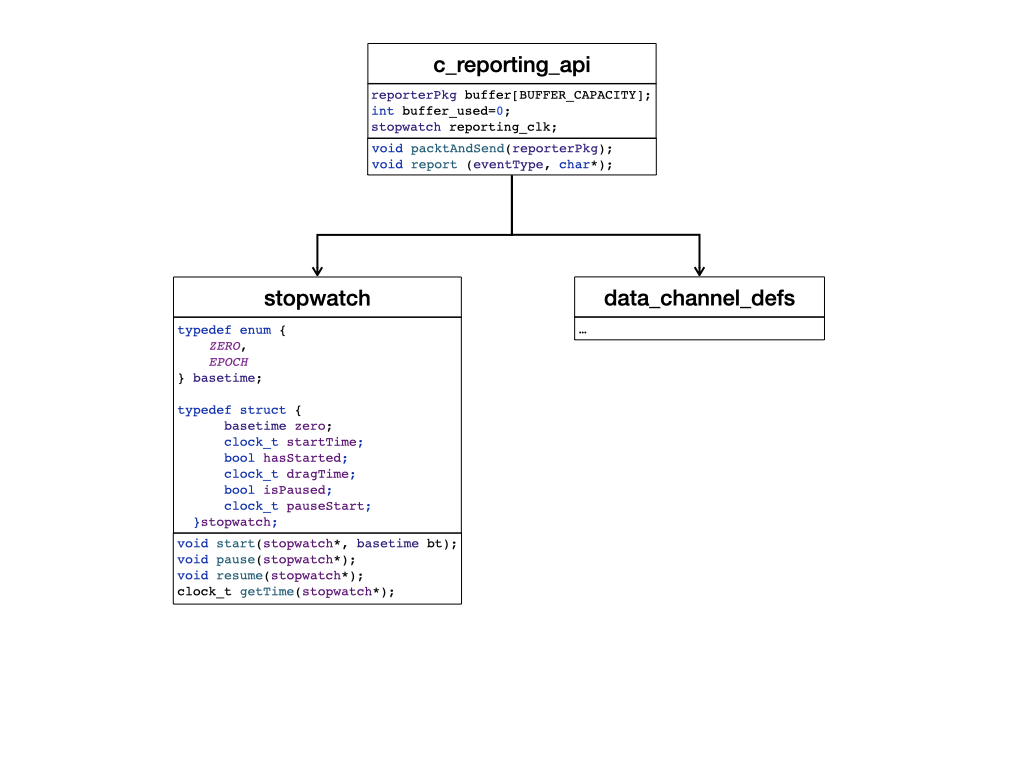 c_reporting_api
reporterPkg buffer[BUFFER_CAPACITY];
int buffer_used=0;
stopwatch reporting_clk;
void packtAndSend(reporterPkg);
void report (eventType, char*);
stopwatch
typedef enum {
ZERO,
EPOCH
} basetime;
typedef struct {
basetime zero;
clock_t startTime;
bool hasStarted;
clock_t dragTime;
bool isPaused;
clock_t pauseStart;
}stopwatch;
void start(stopwatch*, basetime bt);
void pause(stopwatch*);
void resume(stopwatch*);
clock_t getTime(stopwatch*);
data_channel_defs
…